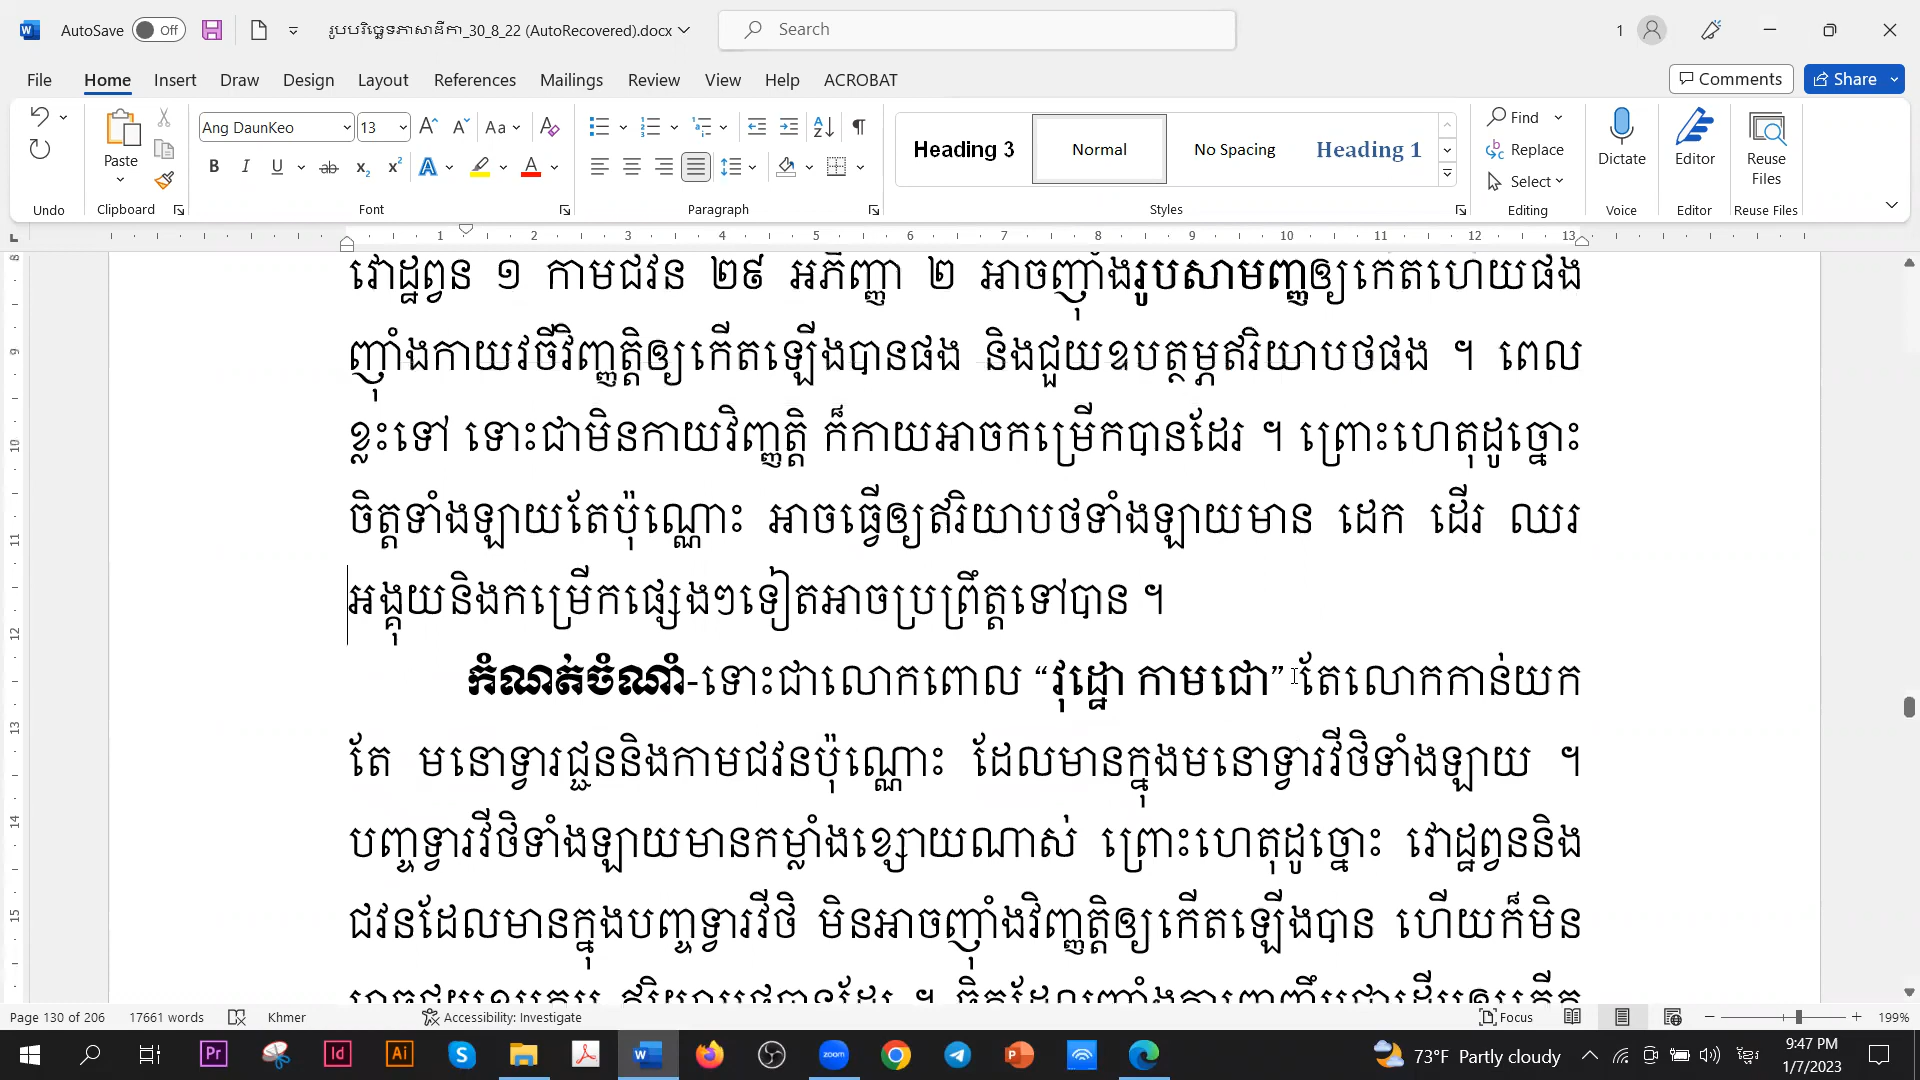 AutoSave Off រូបបរិច្ឆេទភាសាដីកា_30_8_22 (AutoRecovered).docx Search 1
File Home Insert Draw Design Layout References Mailings Review View Help ACROBAT Comments Share
Ang DaunKeo 13 Aa
Paste
Heading 3 Normal No Spacing Heading 1
Find
Replace
Select
Dictate Editor Reuse Files
Undo Clipboard Font Paragraph Styles Editing Voice Editor Reuse Files
1 2 3 4 5 6 7 8 9 10 11 12 13
វោដ្ឋព្វន ១ កាមជវន ២៩ អភិញ្ញា ២ អាចញ៉ាំងរូបសាមញ្ញឲ្យកើតហើយផង
ញ៉ាំងកាយវចីវិញ្ញត្តិឲ្យកើតឡើងបានផង និងជួយឧបត្ថម្ភឥរិយាបថផង ។ ពេល
ខ្លះទៅ ទោះជាមិនកាយវិញ្ញត្តិ ក៏កាយអាចកម្រើកបានដែរ ។ ព្រោះហេតុដូច្នោះ
ចិត្តទាំងឡាយតែប៉ុណ្ណោះ អាចធ្វើឲ្យឥរិយាបថទាំងឡាយមាន ដេក ដើរ ឈរ
អង្គុយនិងកម្រើកផ្សេងៗទៀតអាចប្រព្រឹត្តទៅបាន ។
កំណត់ចំណាំ-ទោះជាលោកពោល “វុដ្ឋោ កាមជោ” តែលោកកាន់យក
តែ មនោទ្វារជួននិងកាមជវនប៉ុណ្ណោះ ដែលមានក្នុងមនោទ្វារវីថិទាំងឡាយ ។
បញ្ចទ្វារវីថិទាំងឡាយមានកម្លាំងខ្សោយណាស់ ព្រោះហេតុដូច្នោះ វោដ្ឋព្វននិង
ជវនដែលមានក្នុងបញ្ចទ្វារវីថិ មិនអាចញ៉ាំងវិញ្ញត្តិឲ្យកើតឡើងបាន ហើយក៏មិន
Page 130 of 206 17661 words Khmer Accessibility: Investigate Focus 199%
73°F Partly cloudy 9:47 PM
1/7/2023